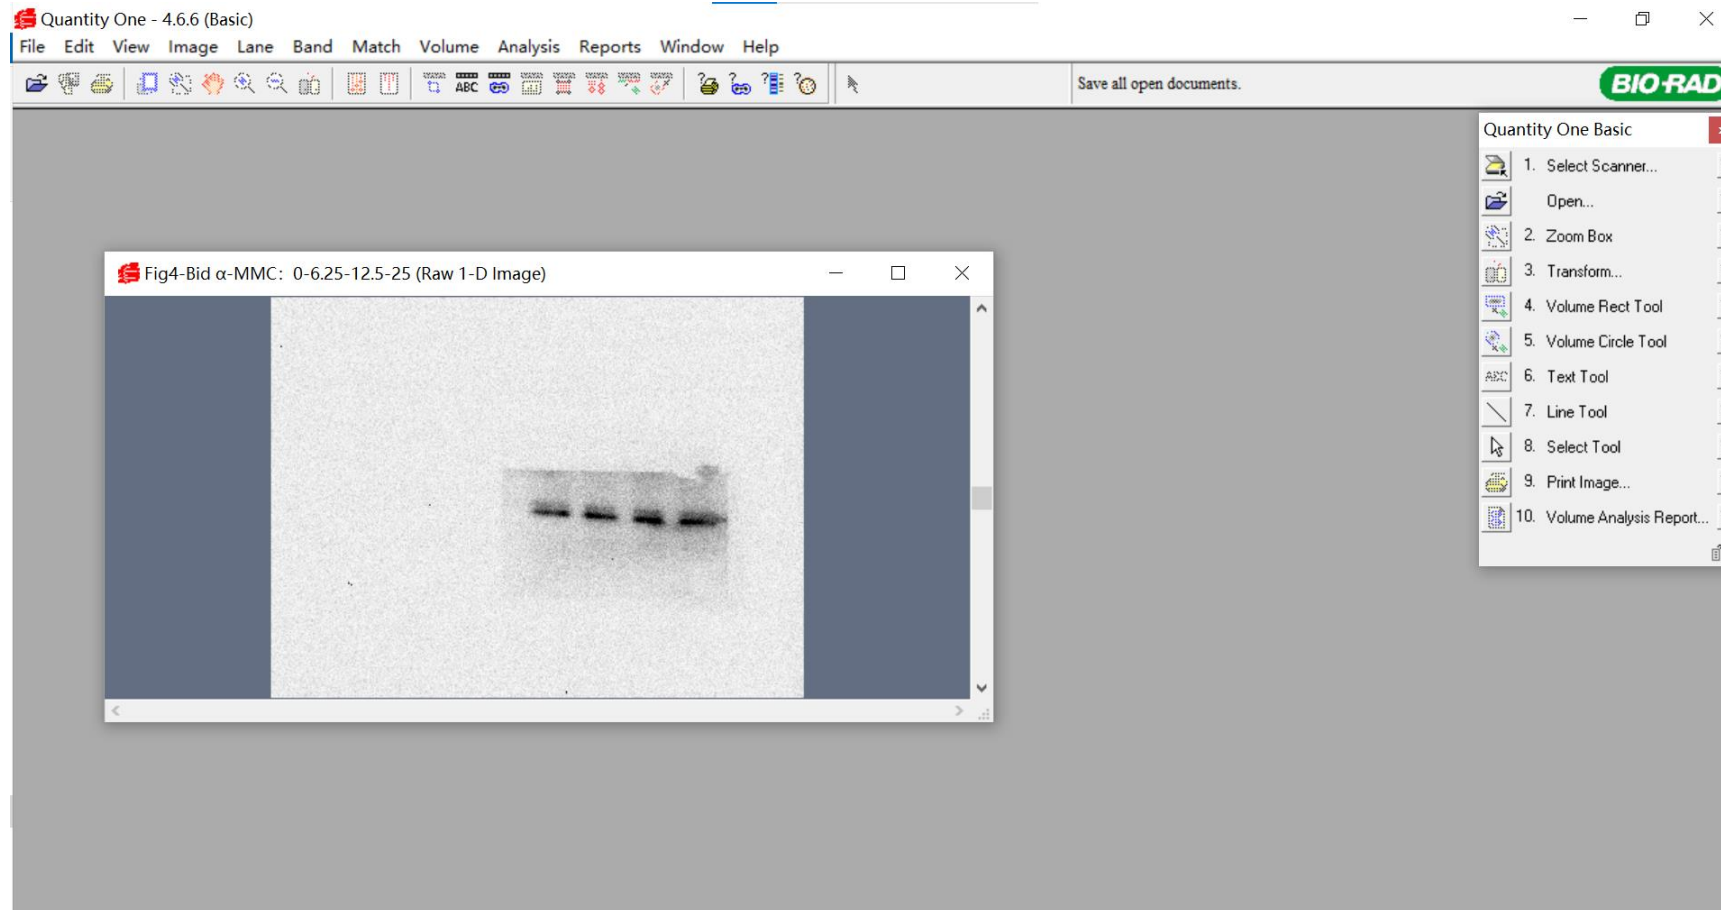 Quantity One - 4.6.6 (Basic)
File Edit View Image Lane Band Match Volume Analysis Reports Window Help
ABC
Save all open documents.
BIO-RAD
Quantity One Basic
1. Select Scanner...
Open...
2. Zoom Box
3. Transform...
4. Volume Rect Tool
5. Volume Circle Tool
ABC 6. Text Tool
7. Line Tool
8. Select Tool
9. Print Image...
10. Volume Analysis Report...
Fig4-Bid α-MMC: 0-6.25-12.5-25 (Raw 1-D Image)